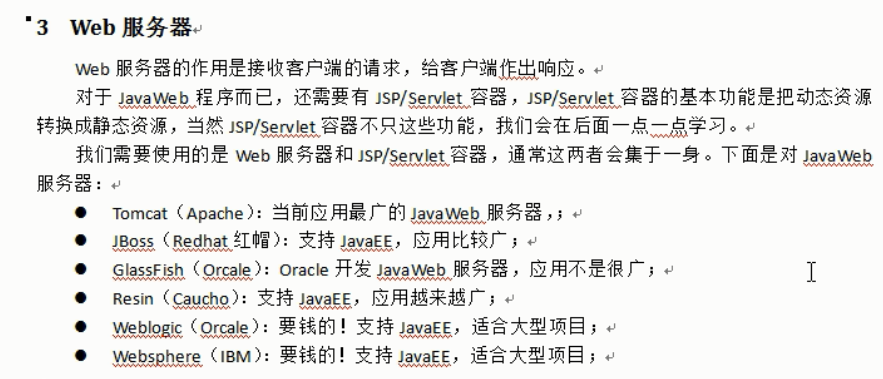 3 Web 服务器
Web 服务器的作用是接收客户端的请求，给客户端作出响应。
对于 JavaWeb 程序而已，还需要有 JSP/Servlet 容器，JSP/Servlet 容器的基本功能是把动态资源
转换成静态资源，当然 JSP/Servlet 容器不只这些功能，我们会在后面一点一点学习。
我们需要使用的是 Web 服务器和 JSP/Servlet 容器，通常这两者会集于一身。下面是对 JavaWeb
服务器：
● Tomcat（Apache）：当前应用最广的 JavaWeb 服务器，；
● JBoss（Redhat 红帽）：支持 JavaEE，应用比较广；
● GlassFish（Orcale）：Oracle 开发 JavaWeb 服务器，应用不是很广；
● Resin（Caucho）：支持 JavaEE，应用越来越广；
● Weblogic（Orcale）：要钱的！支持 JavaEE，适合大型项目；
● Websphere（IBM）：要钱的！支持 JavaEE，适合大型项目；